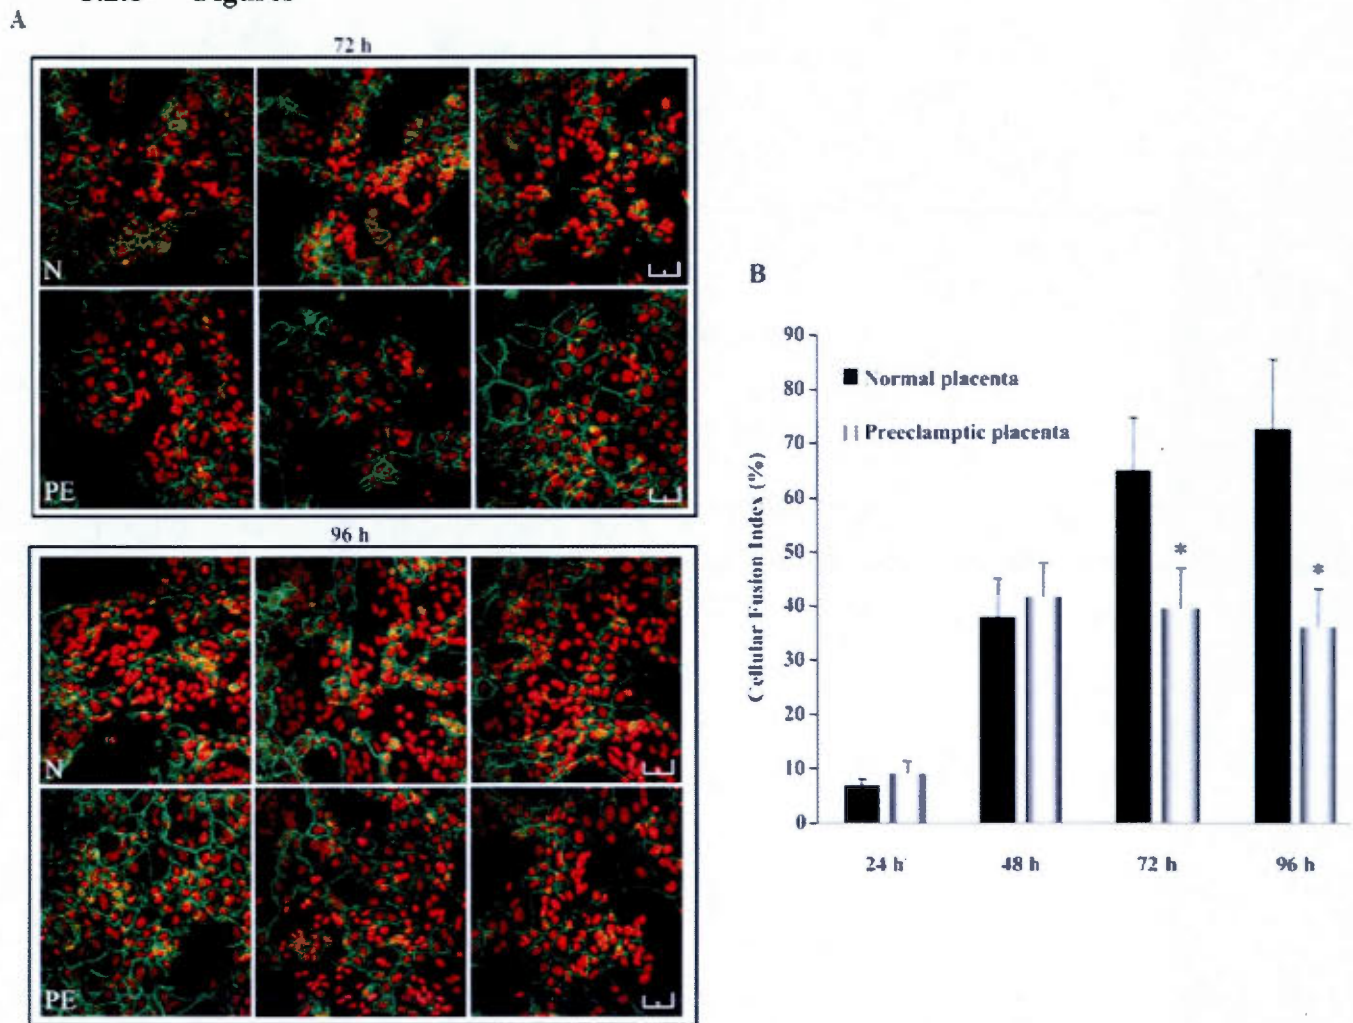 A
72 h
N
PE
96 h
N
PE
B
90
80
70
60
50
40
30
20
10
0
Cellular Fusion Index (%)
Normal placenta
Preeclamptic placenta
*
*
24 h
48 h
72 h
96 h